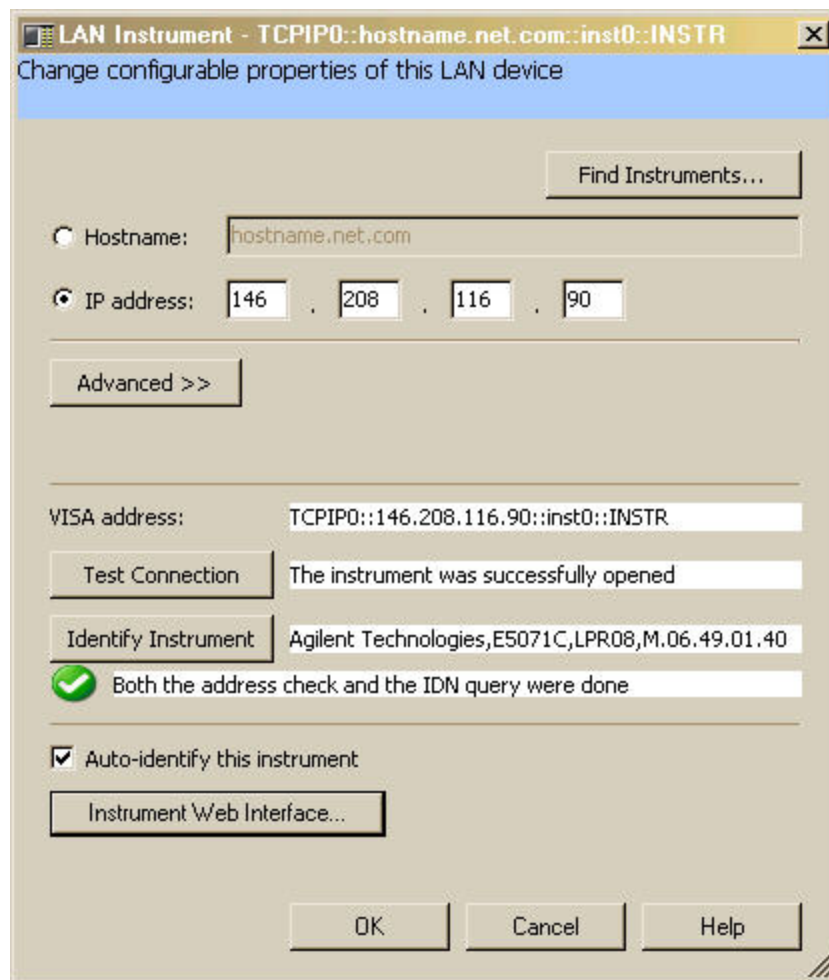 LAN Instrument - TCPIP0::hostname.net.com::inst0::INSTR
Change configurable properties of this LAN device
Find Instruments...
Hostname: hostname.net.com
IP address: 146 . 208 . 116 . 90
Advanced >>
VISA address: TCPIP0::146.208.116.90::inst0::INSTR
Test Connection The instrument was successfully opened
Identify Instrument Agilent Technologies,E5071C,LPR08,M.06.49.01.40
Both the address check and the IDN query were done
Auto-identify this instrument
Instrument Web Interface...
OK Cancel Help